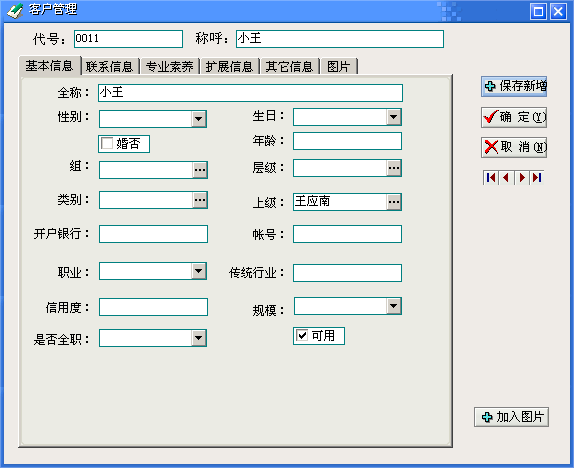 客户管理
代号： 0011 称呼： 小王
基本信息 联系信息 专业素养 扩展信息 其它信息 图片
全称： 小王 保存新增
性别： 生日： 确 定(Y)
婚否 年龄： 取 消(N)
组： 层级：
类别： 上级： 王应南
开户银行： 帐号：
职业： 传统行业：
信用度： 规模：
是否全职： 可用
加入图片